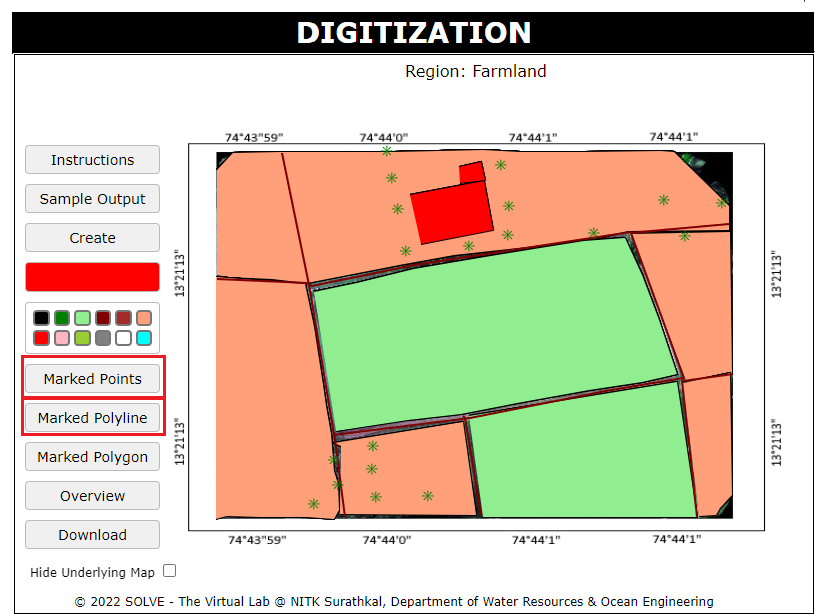 DIGITIZATION
Region: Farmland
74°43"59" 74°44'0" 74°44'1" 74°44'1"
Instructions
Sample Output
Create
13°21'13" 13°21'13"
Marked Points
Marked Polyline
13°21'13" 13°21'13"
Marked Polygon
Overview
Download
74°43'59" 74°44'0" 74°44'1" 74°44'1"
Hide Underlying Map
© 2022 SOLVE - The Virtual Lab @ NITK Surathkal, Department of Water Resources & Ocean Engineering